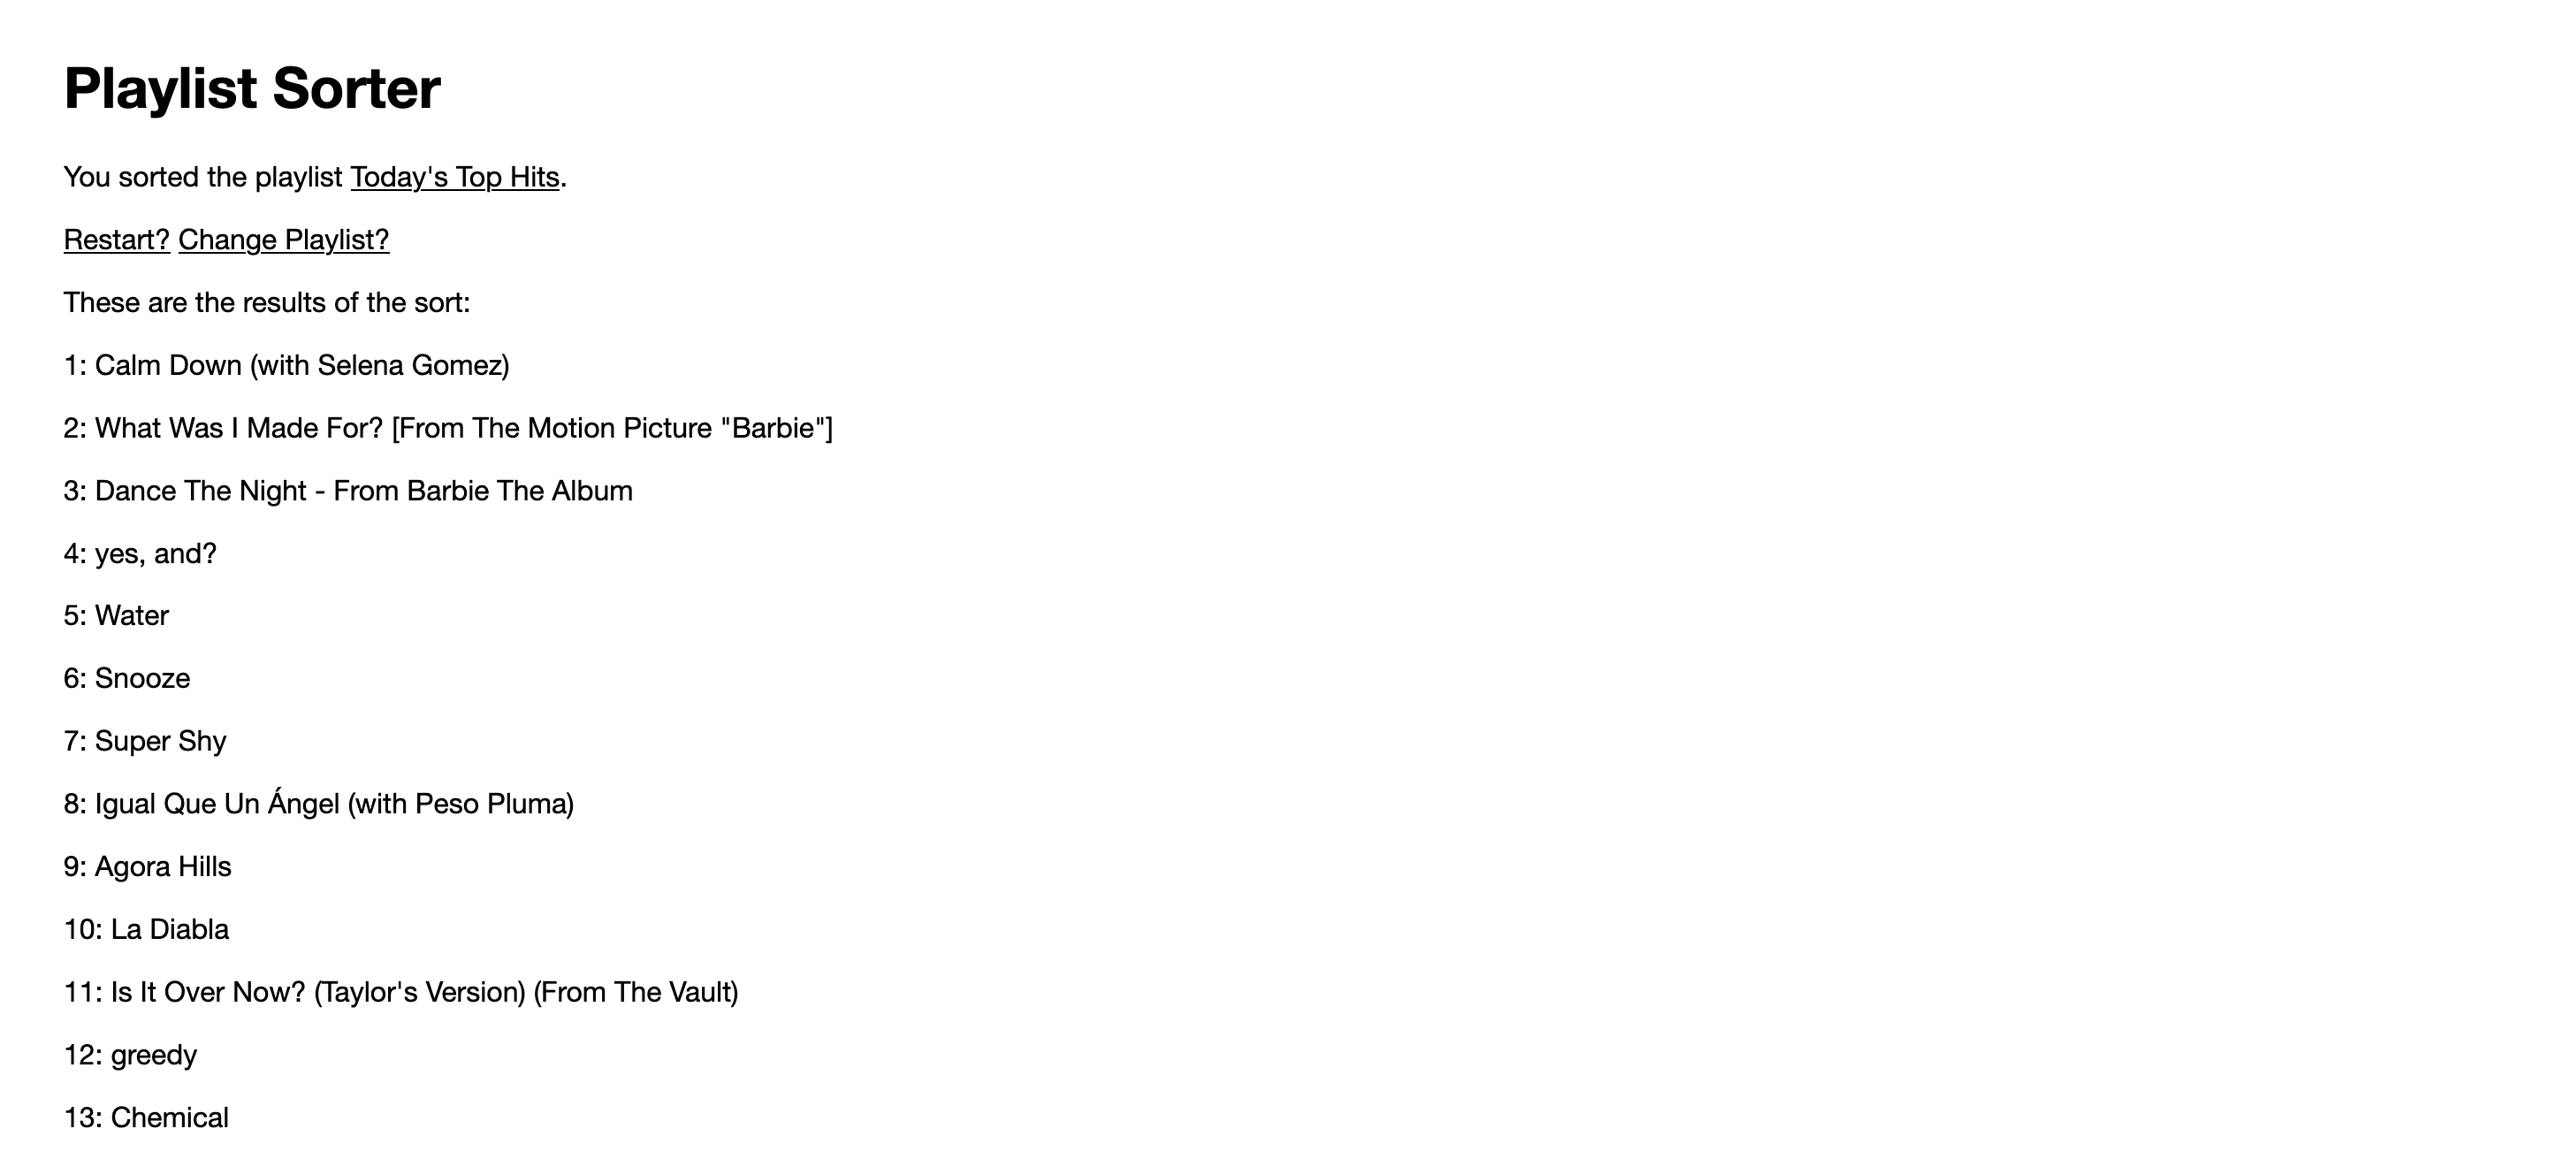 Playlist Sorter
You sorted the playlist Today's Top Hits.
Restart? Change Playlist?
These are the results of the sort:
1: Calm Down (with Selena Gomez)
2: What Was I Made For? [From The Motion Picture "Barbie"]
3: Dance The Night - From Barbie The Album
4: yes, and?
5: Water
6: Snooze
7: Super Shy
8: Igual Que Un Ángel (with Peso Pluma)
9: Agora Hills
10: La Diabla
11: Is It Over Now? (Taylor's Version) (From The Vault)
12: greedy
13: Chemical